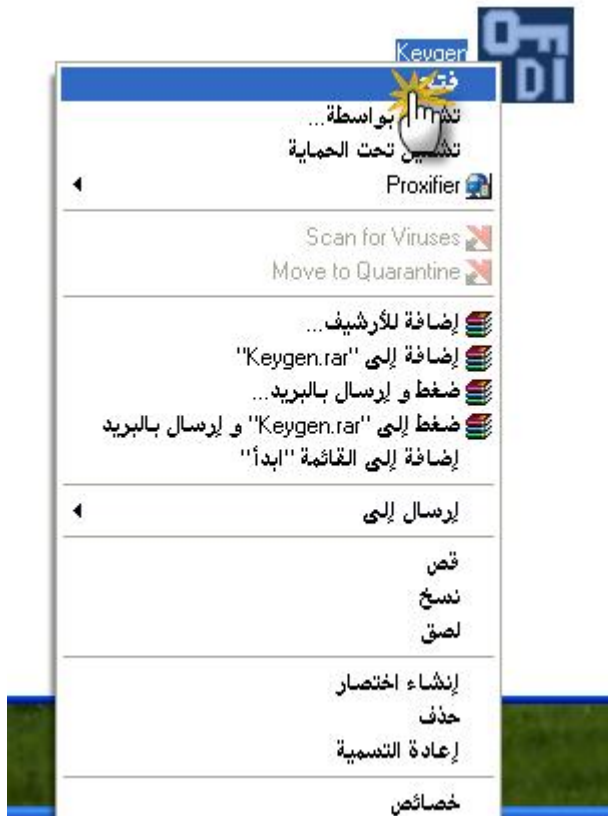 Keygen
DI
فتح
تشغيل بواسطة...
تشغيل تحت الحماية
Proxifier
Scan for Viruses
Move to Quarantine
إضافة للأرشيف...
إضافة إلى "Keygen.rar"
ضغط و إرسال بالبريد...
ضغط إلى "Keygen.rar" و إرسال بالبريد
إضافة إلى القائمة "ابدأ"
إرسال إلى
قص
نسخ
لصق
إنشاء اختصار
حذف
إعادة التسمية
خصائص